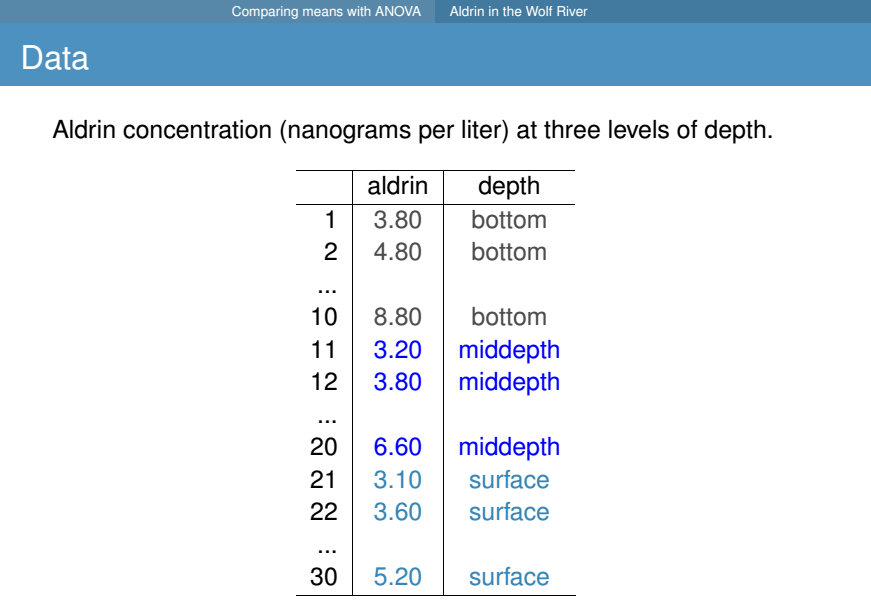 Comparing means with ANOVA Aldrin in the Wolf River
Data
Aldrin concentration (nanograms per liter) at three levels of depth.
aldrin depth
1 3.80 bottom
2 4.80 bottom
...
10 8.80 bottom
11 3.20 middepth
12 3.80 middepth
...
20 6.60 middepth
21 3.10 surface
22 3.60 surface
...
30 5.20 surface